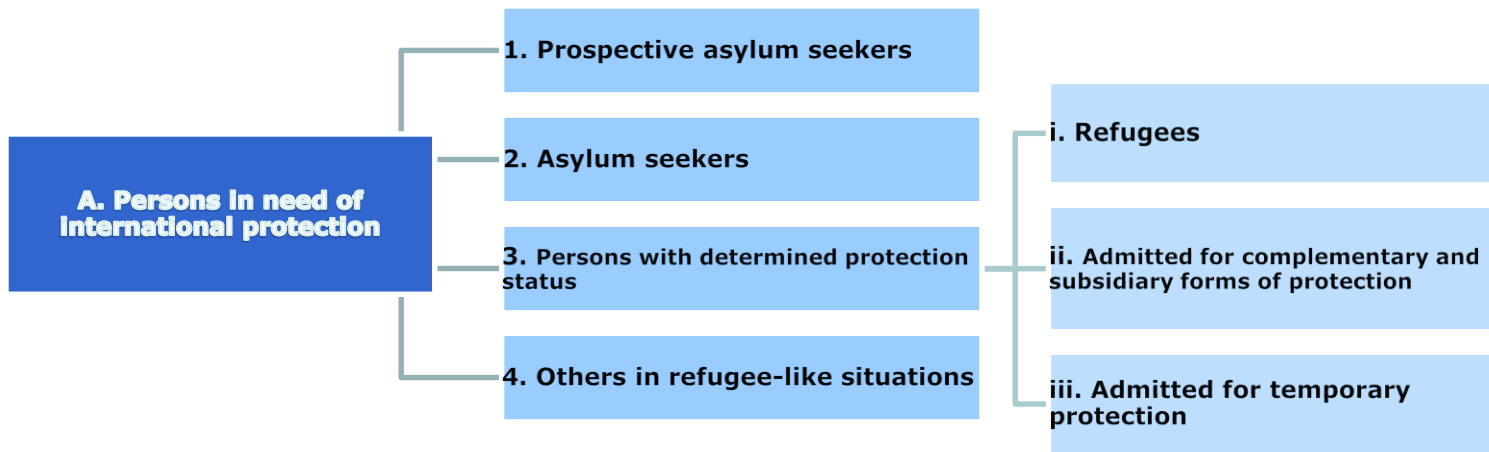 A. Persons in need of
international protection
1. Prospective asylum seekers
2. Asylum seekers
3. Persons with determined protection
status
4. Others in refugee-like situations
i. Refugees
ii. Admitted for complementary and
subsidiary forms of protection
iii. Admitted for temporary
protection